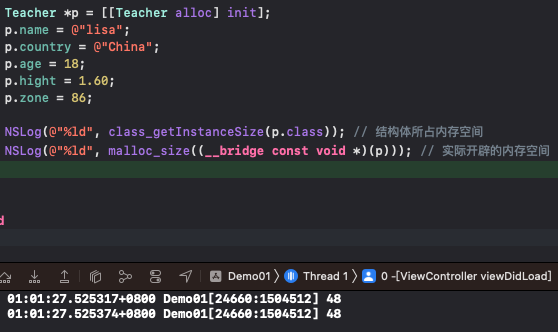 Teacher *p = [[Teacher alloc] init];
p.name = @"lisa";
p.country = @"China";
p.age = 18;
p.hight = 1.60;
p.zone = 86;
NSLog(@"%ld", class_getInstanceSize(p.class)); // 结构体所占内存空间
NSLog(@"%ld", malloc_size((__bridge const void *)(p))); // 实际开辟的内存空间
d
Demo01 〉 Thread 1 〉 0 -[ViewController viewDidLoad]
01:01:27.525317+0800 Demo01[24660:1504512] 48
01:01:27.525374+0800 Demo01[24660:1504512] 48